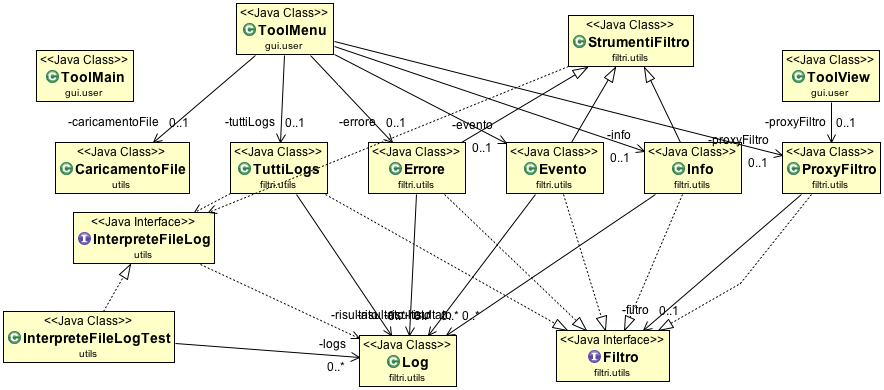 <<Java Class>>
ToolMenu
gui.user
<<Java Class>>
StrumentiFiltro
filtri.utils
<<Java Class>>
ToolMain
gui.user
<<Java Class>>
ToolView
gui.user
-caricamentoFile 0..1
-tuttiLogs 0..1
-errore 0..1
-evento 0..1
-info 0..1
-proxyFiltro 0..1
-proxyFiltro 0..1
<<Java Class>>
CaricamentoFile
utils
<<Java Class>>
TuttiLogs
filtri.utils
<<Java Class>>
Errore
filtri.utils
<<Java Class>>
Evento
filtri.utils
<<Java Class>>
Info
filtri.utils
<<Java Class>>
ProxyFiltro
filtri.utils
<<Java Interface>>
InterpreteFileLog
utils
-filtro 0..1
<<Java Class>>
InterpreteFileLogTest
utils
-logs
0..*
<<Java Class>>
Log
filtri.utils
<<Java Interface>>
Filtro
filtri.utils